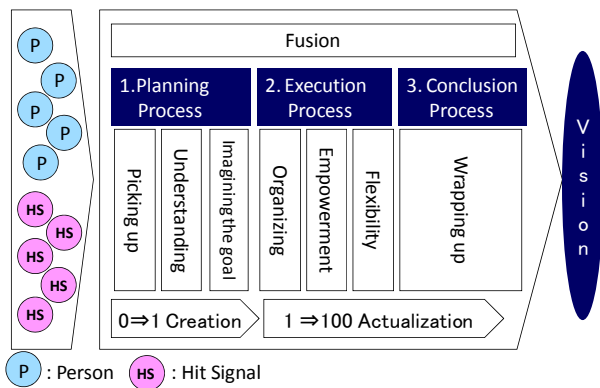 P
P
P
P
P
HS
HS
HS
HS
HS
Fusion
1.Planning
Process
2. Execution
Process
3. Conclusion
Process
Picking up
Understanding
Imagining the goal
Organizing
Empowerment
Flexibility
Wrapping up
0⇒1 Creation
1 ⇒100 Actualization
Vision
P : Person
HS : Hit Signal